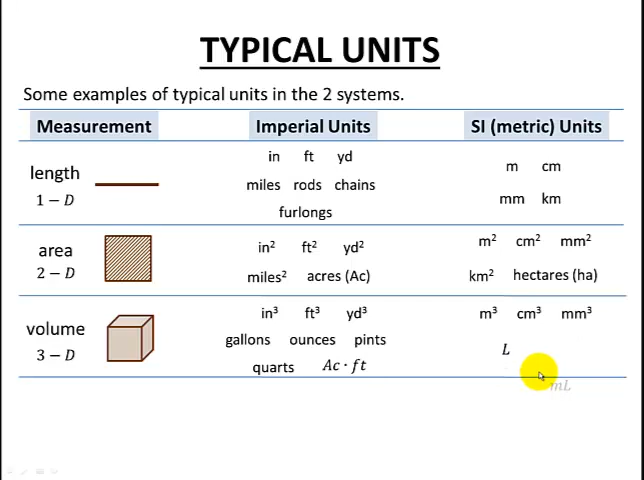 TYPICAL UNITS
Some examples of typical units in the 2 systems.
Measurement Imperial Units SI (metric) Units
length
1 − D
in ft yd
miles rods chains
furlongs
m cm
mm km
area
2 − D
in² ft² yd²
miles² acres (Ac)
m² cm² mm²
km² hectares (ha)
volume
3 − D
in³ ft³ yd³
gallons ounces pints
quarts Ac · ft
m³ cm³ mm³
L
mL